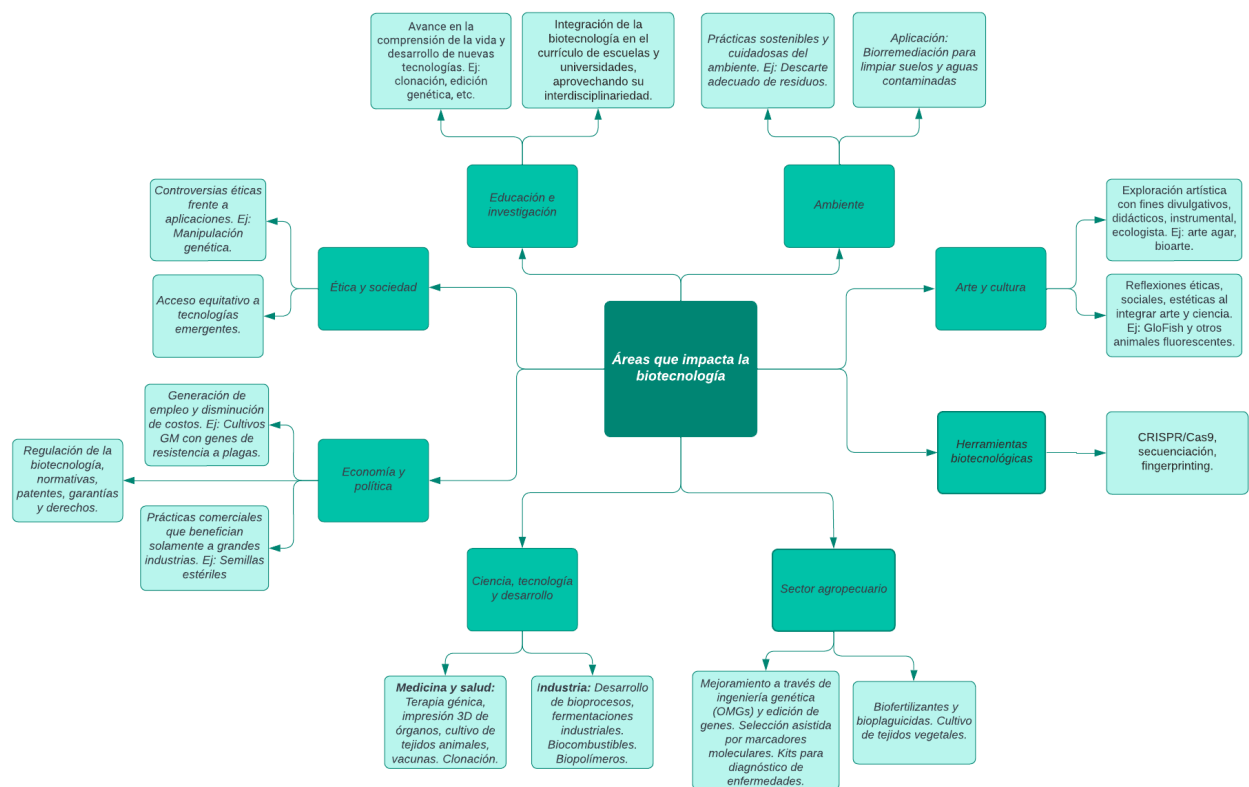 Avance en la
comprensión de la vida y
desarrollo de nuevas
tecnologías. Ej:
clonación, edición
genética, etc.
Integración de la
biotecnología en el
currículo de escuelas y
universidades,
aprovechando su
interdisciplinariedad.
Prácticas sostenibles y
cuidadosas del
ambiente. Ej: Descarte
adecuado de residuos.
Aplicación:
Biorremediación para
limpiar suelos y aguas
contaminadas
Educación e
investigación
Ambiente
Controversias éticas
frente a
aplicaciones. Ej:
Manipulación
genética.
Acceso equitativo a
tecnologías
emergentes.
Ética y sociedad
Arte y cultura
Exploración artística
con fines divulgativos,
didácticos, instrumental,
ecologista. Ej: arte agar,
bioarte.
Reflexiones éticas,
sociales, estéticas al
integrar arte y ciencia.
Ej: GloFish y otros
animales fluorescentes.
Áreas que impacta la
biotecnología
Generación de
empleo y disminución
de costos. Ej: Cultivos
GM con genes de
resistencia a plagas.
Regulación de la
biotecnología,
normativas,
patentes, garantías
y derechos.
Prácticas comerciales
que benefician
solamente a grandes
industrias. Ej: Semillas
estériles
Economía y
política
Herramientas
biotecnológicas
CRISPR/Cas9,
secuenciación,
fingerprinting.
Ciencia, tecnología
y desarrollo
Sector agropecuario
Medicina y salud:
Terapia génica,
impresión 3D de
órganos, cultivo de
tejidos animales,
vacunas. Clonación.
Industria: Desarrollo
de bioprocesos,
fermentaciones
industriales.
Biocombustibles.
Biopolímeros.
Mejoramiento a través de
ingeniería genética
(OMGs) y edición de
genes. Selección asistida
por marcadores
moleculares. Kits para
diagnóstico de
enfermedades.
Biofertilizantes y
bioplaguicidas. Cultivo
de tejidos vegetales.